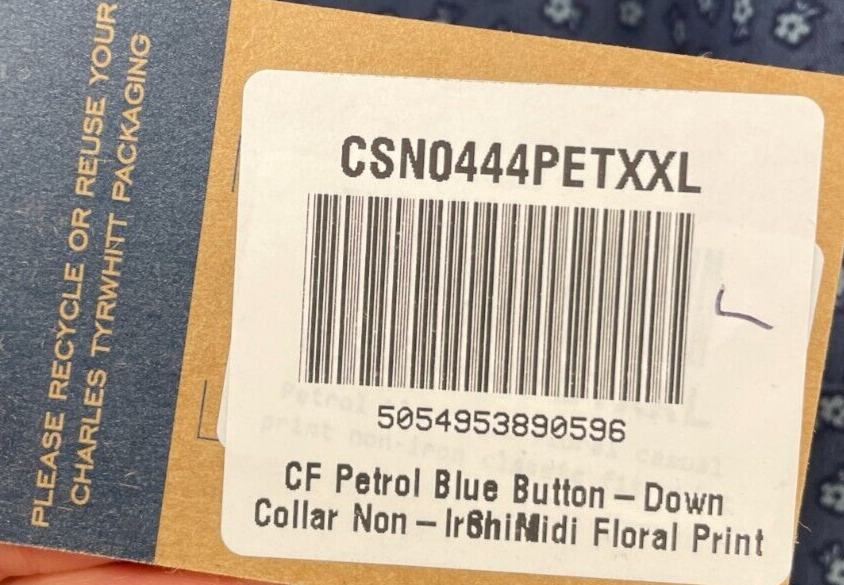 PLEASE RECYCLE OR REUSE YOUR
CHARLES TYRWHITT PACKAGING
CSN0444PETXXL
5054953890596
CF Petrol Blue Button – Down
Collar Non – Midi Floral Print